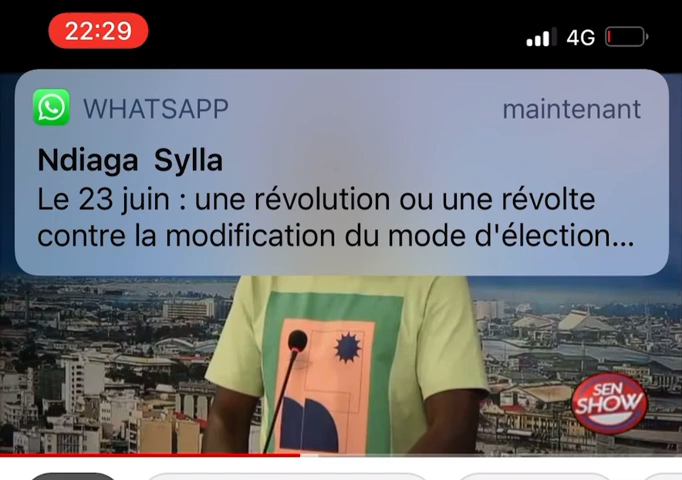 22:29
4G
WHATSAPP
maintenant
Ndiaga Sylla
Le 23 juin : une révolution ou une révolte
contre la modification du mode d'élection...
SEN
SHOW